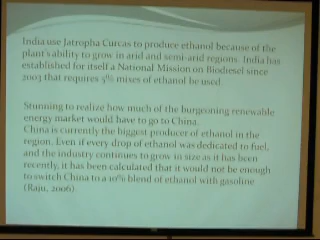 India use Jatropha Curcas to produce ethanol because of the
plant's ability to grow in arid and semi-arid regions. India has
established for itself a National Mission on Biodiesel since
2003 that requires 5% mixes of ethanol be used.
Stunning to realize how much of the burgeoning renewable
energy market would have to go to China.
China is currently the biggest producer of ethanol in the
region. Even if every drop of ethanol was dedicated to fuel,
and the industry continues to grow in size as it has been
recently, it has been calculated that it would not be enough
to switch China to a 10% blend of ethanol with gasoline
(Raju, 2006)